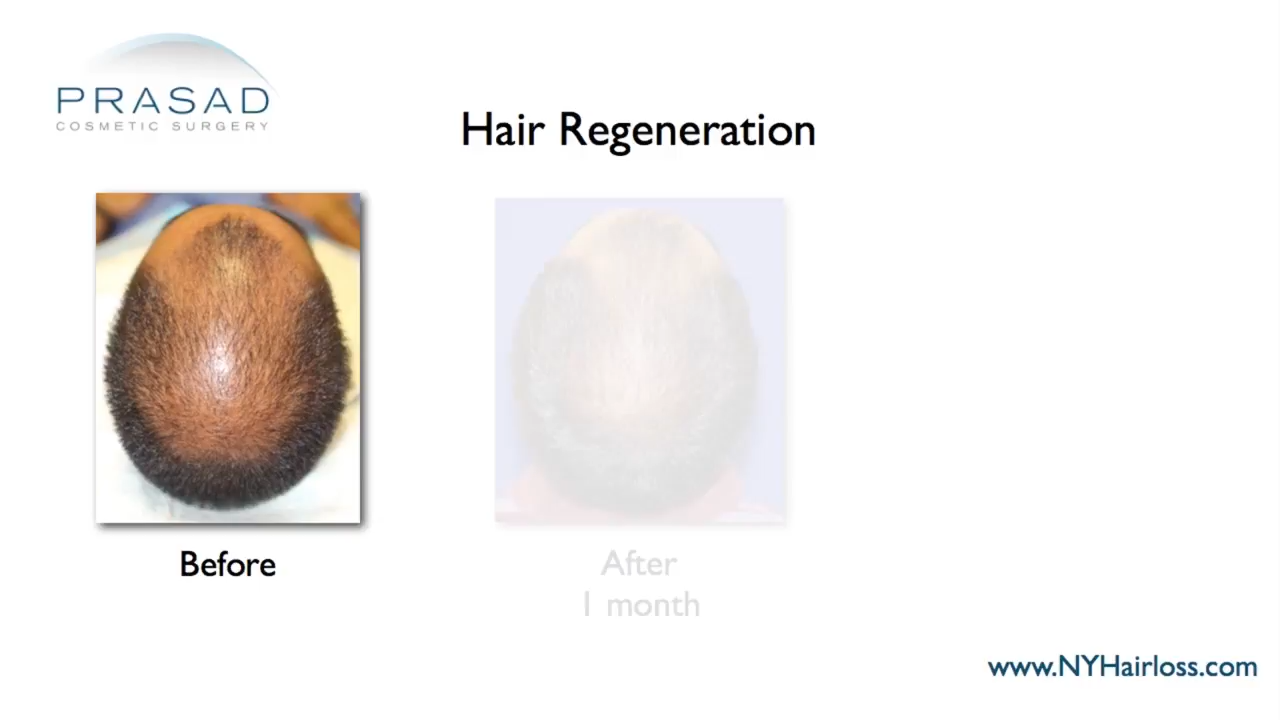 PRASAD
COSMETIC SURGERY
Hair Regeneration
Before
After
1 month
www.NYHairloss.com